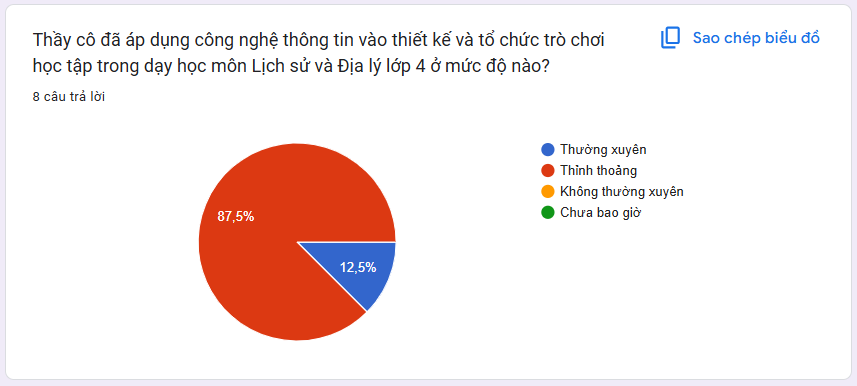 Thầy cô đã áp dụng công nghệ thông tin vào thiết kế và tổ chức trò chơi
học tập trong dạy học môn Lịch sử và Địa lý lớp 4 ở mức độ nào?
Sao chép biểu đồ
8 câu trả lời
Thường xuyên
Thỉnh thoảng
Không thường xuyên
Chưa bao giờ
87,5%
12,5%